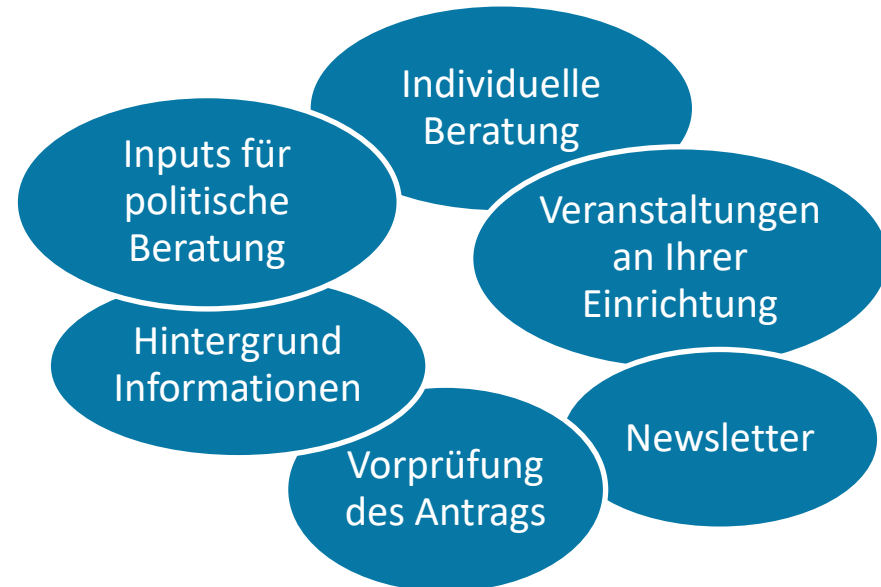 Individuelle
Beratung
Inputs für
politische
Beratung
Veranstaltungen
an Ihrer
Einrichtung
Hintergrund
Informationen
Newsletter
Vorprüfung
des Antrags